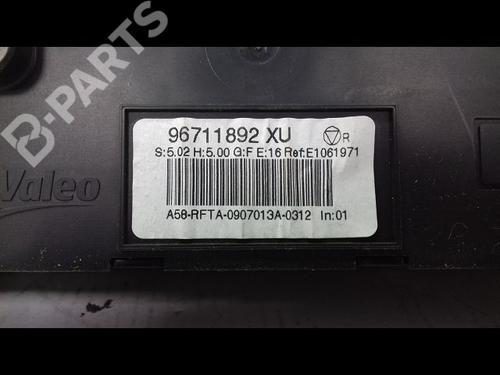 B-PARTS
96711892 XU R
S:5.02 H:5.00 G:F E:16 Ref:E1061971
Valeo
A58-RFTA-0907013A-0312 In:01